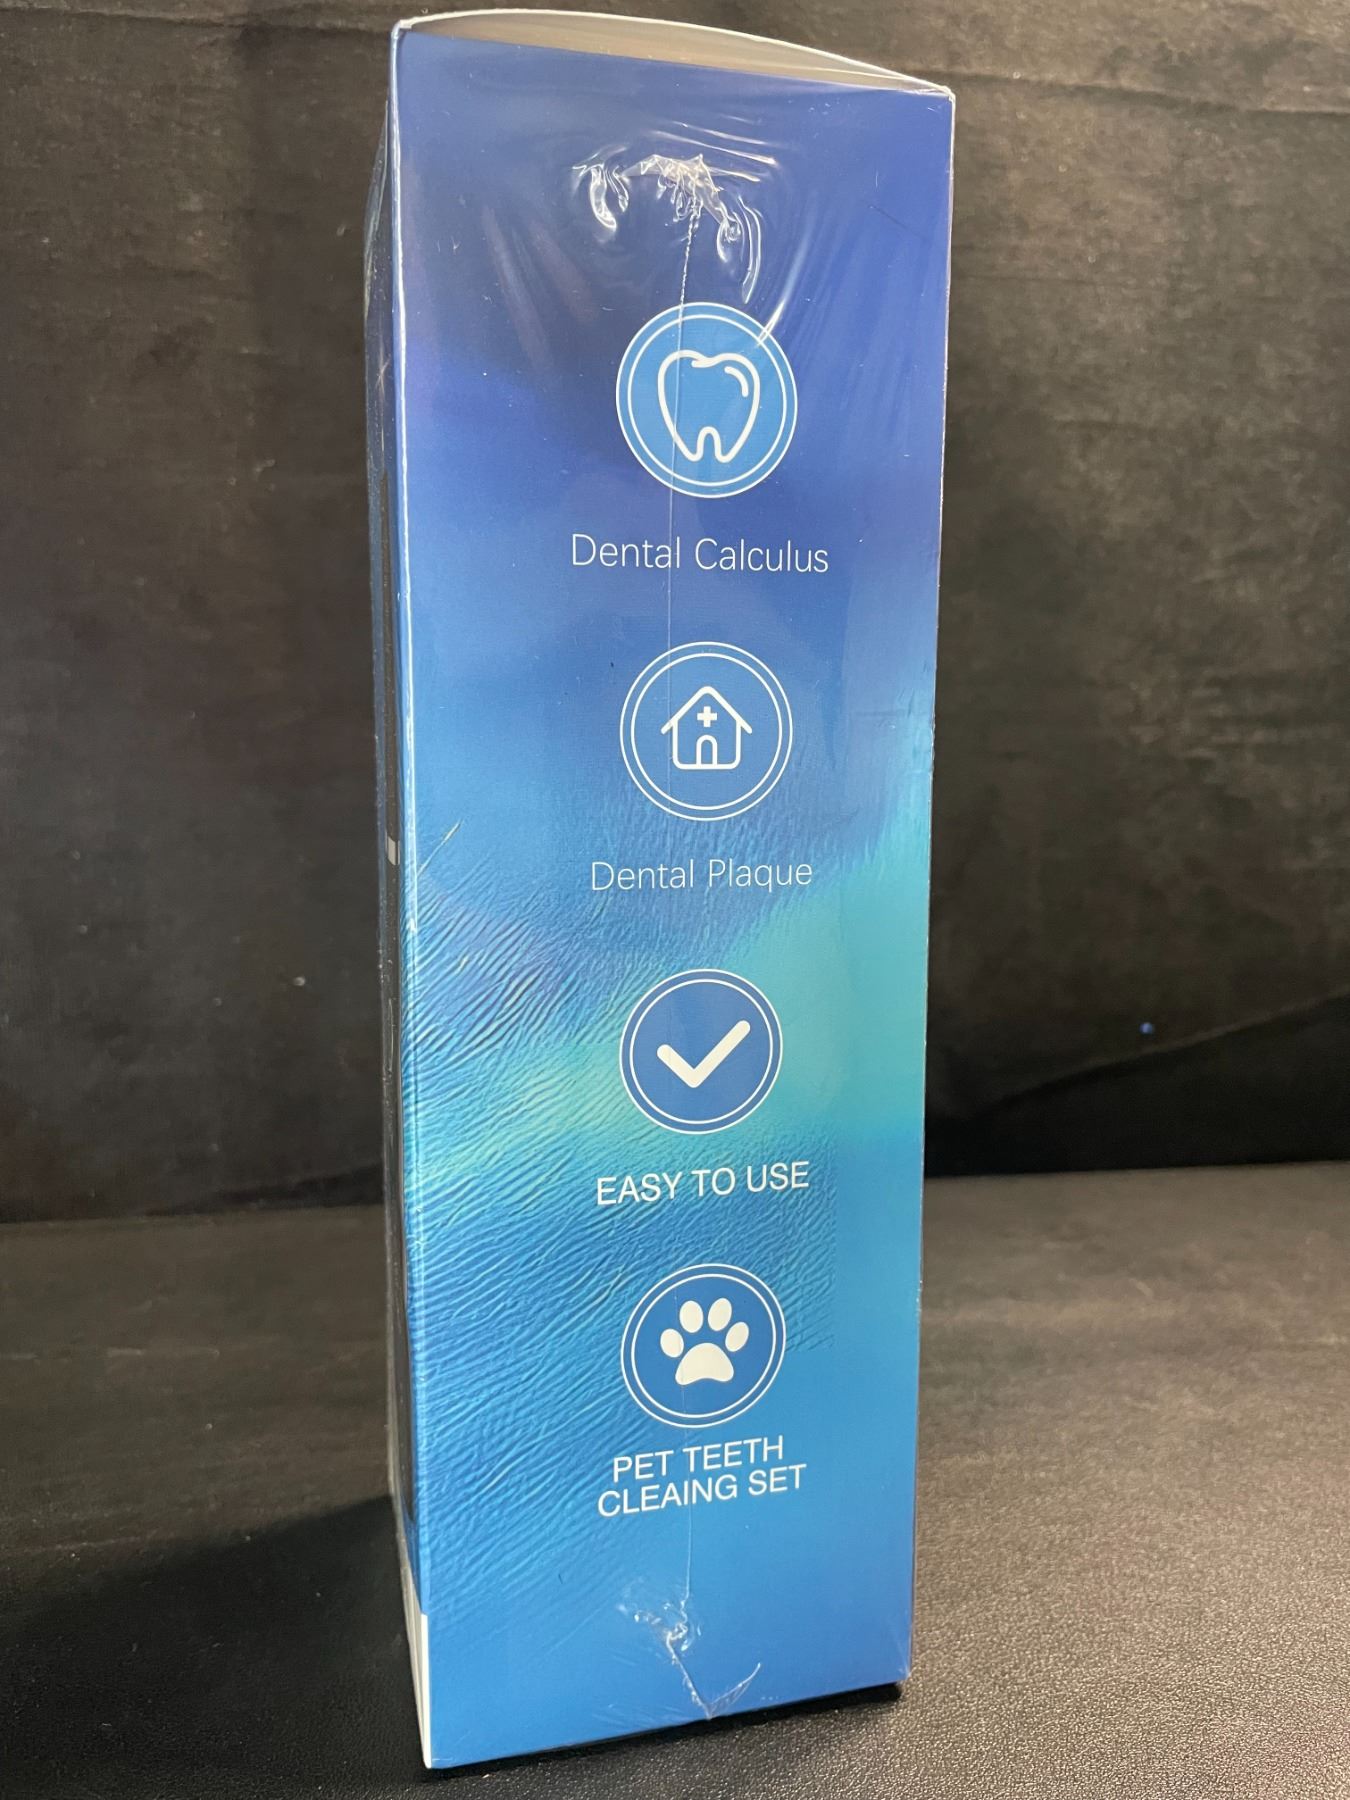 Dental Calculus
Dental Plaque
EASY TO USE
PET TEETH
CLEAING SET